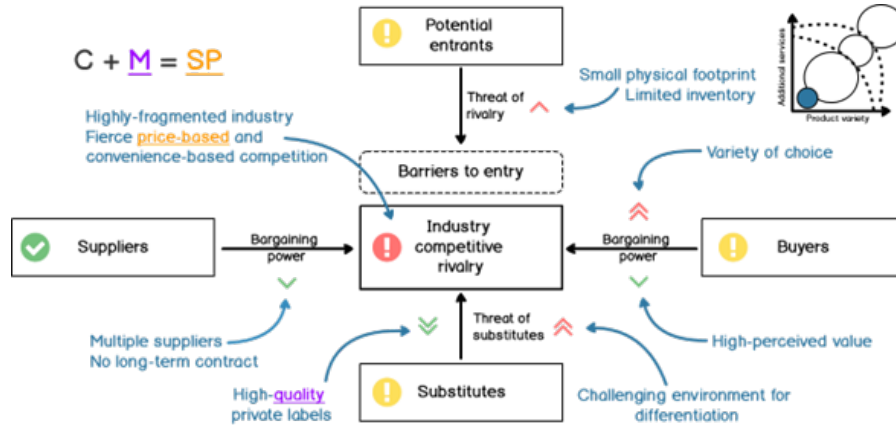 C + M = SP
Potential
entrants
Additional services
Product variety
Threat of
rivalry
Small physical footprint
Limited inventory
Highly-fragmented industry
Fierce price-based and
convenience-based competition
Barriers to entry
Variety of choice
Suppliers
Bargaining
power
Industry
competitive
rivalry
Bargaining
power
Buyers
Multiple suppliers
No long-term contract
Threat of
substitutes
High-perceived value
High-quality
private labels
Substitutes
Challenging environment for
differentiation